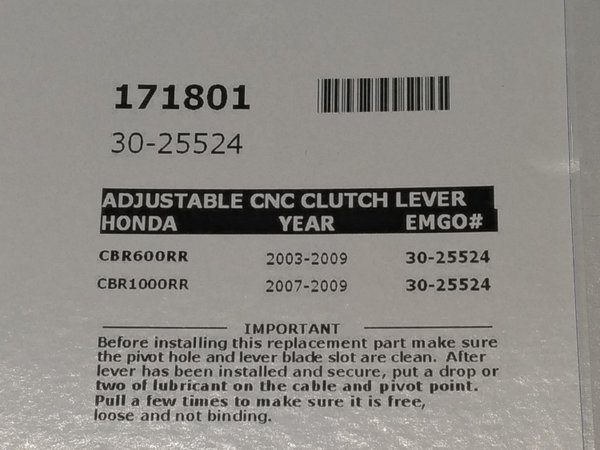 171801
30-25524
ADJUSTABLE CNC CLUTCH LEVER
HONDA YEAR EMGO#
CBR600RR 2003-2009 30-25524
CBR1000RR 2007-2009 30-25524
IMPORTANT
Before installing this replacement part make sure
the pivot hole and lever blade slot are clean. After
lever has been installed and secure, put a drop or
two of lubricant on the cable and pivot point.
Pull a few times to make sure it is free,
loose and not binding.